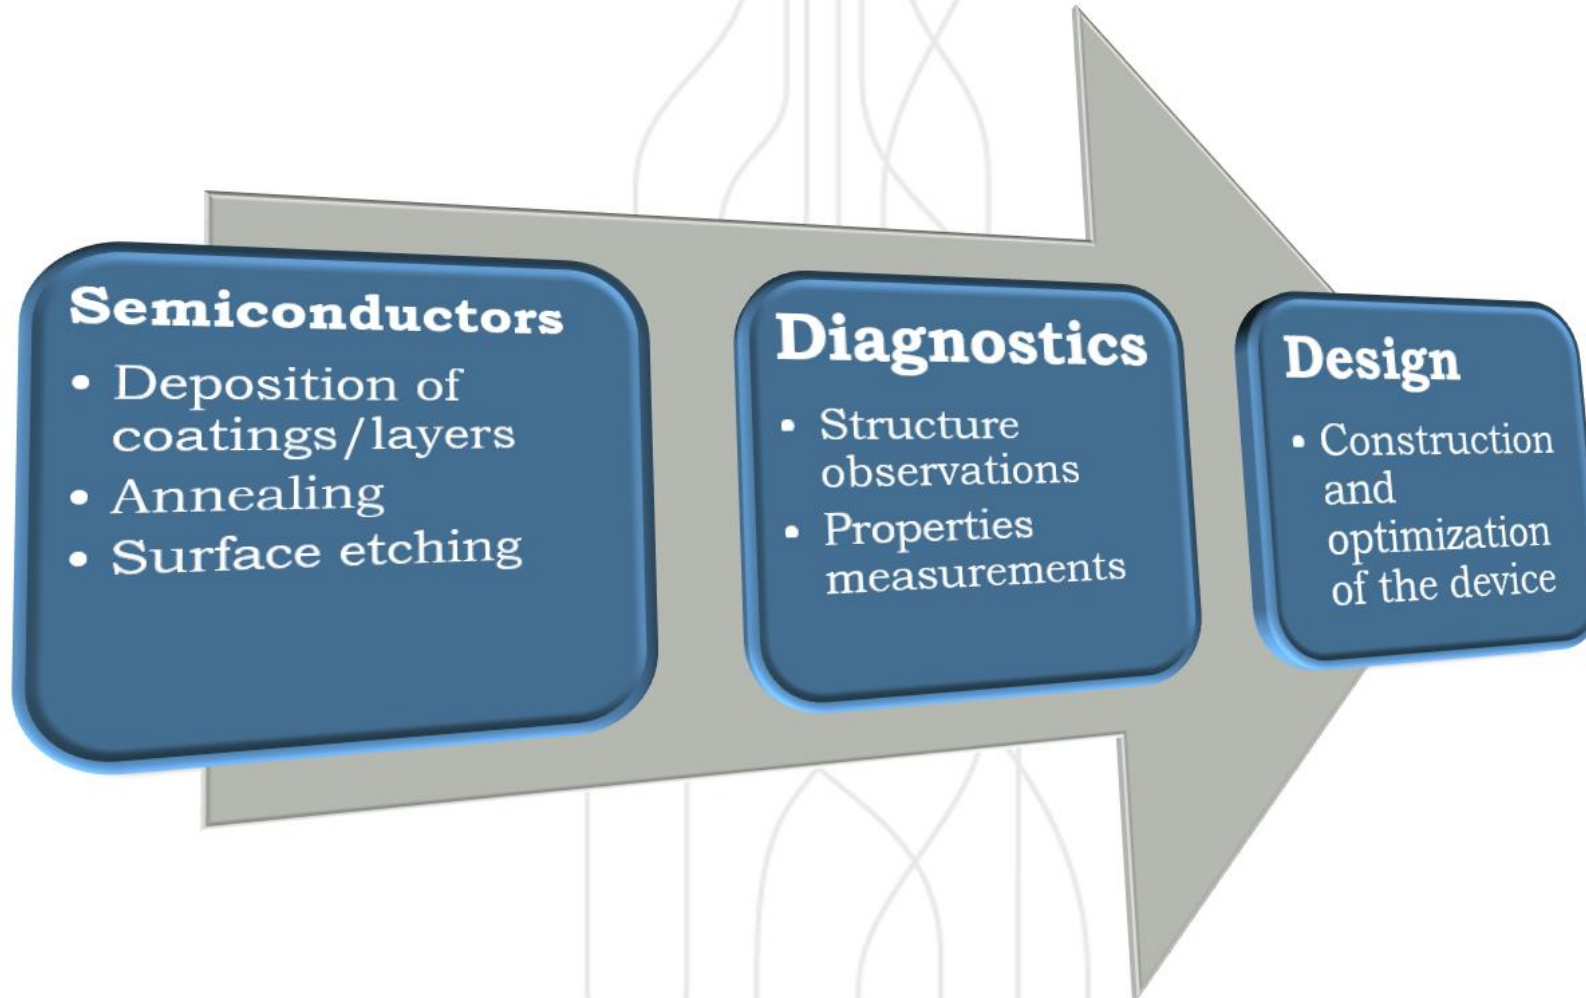 Semiconductors
• Deposition of
coatings/layers
• Annealing
• Surface etching
Diagnostics
• Structure
observations
• Properties
measurements
Design
• Construction
and
optimization
of the device